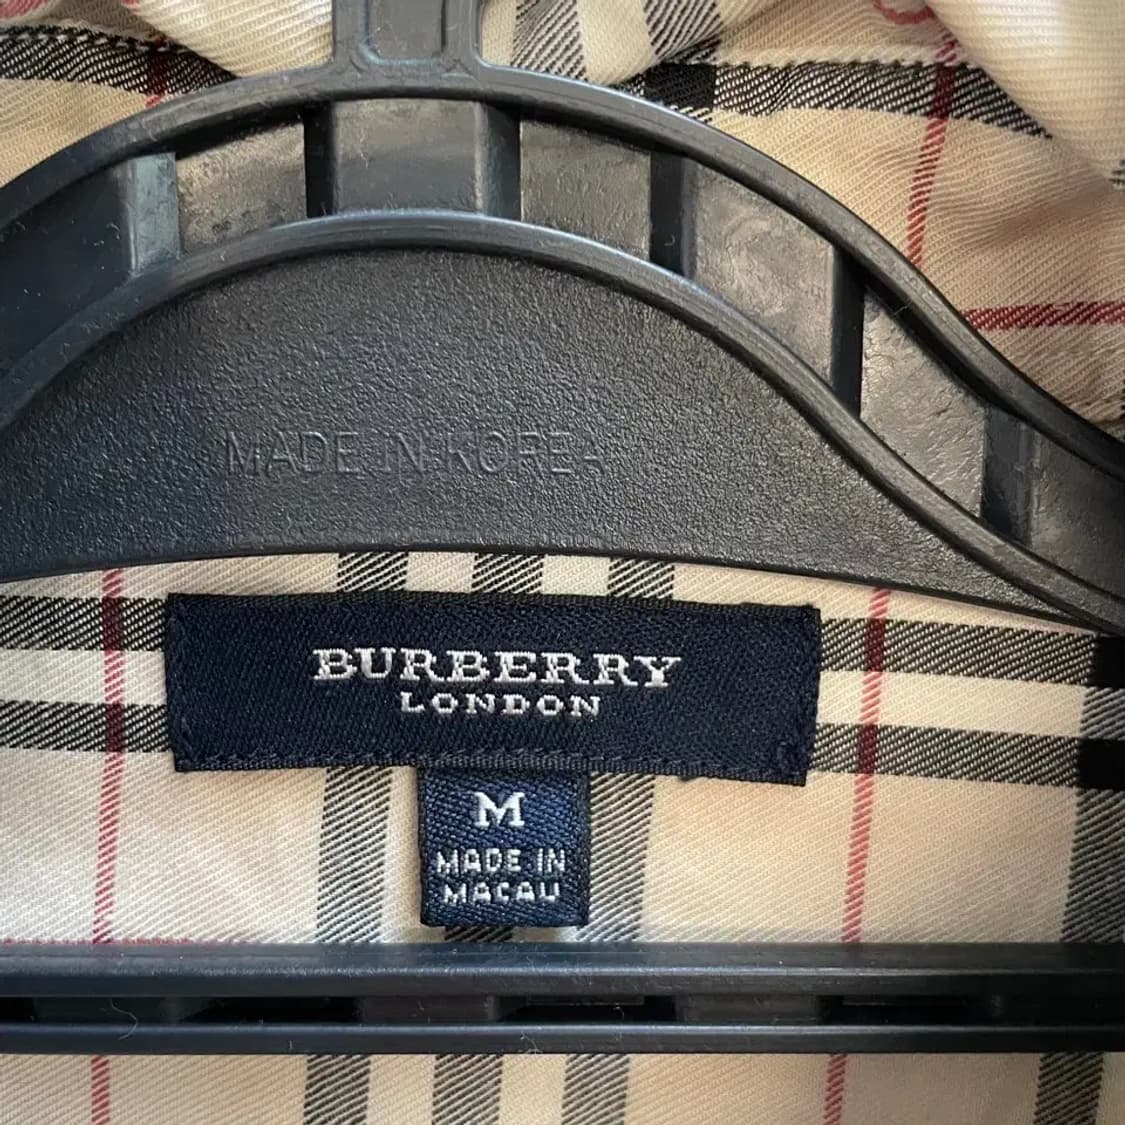 MADE IN KOREA
BURBERRY
LONDON
M
MADE IN
MACAU